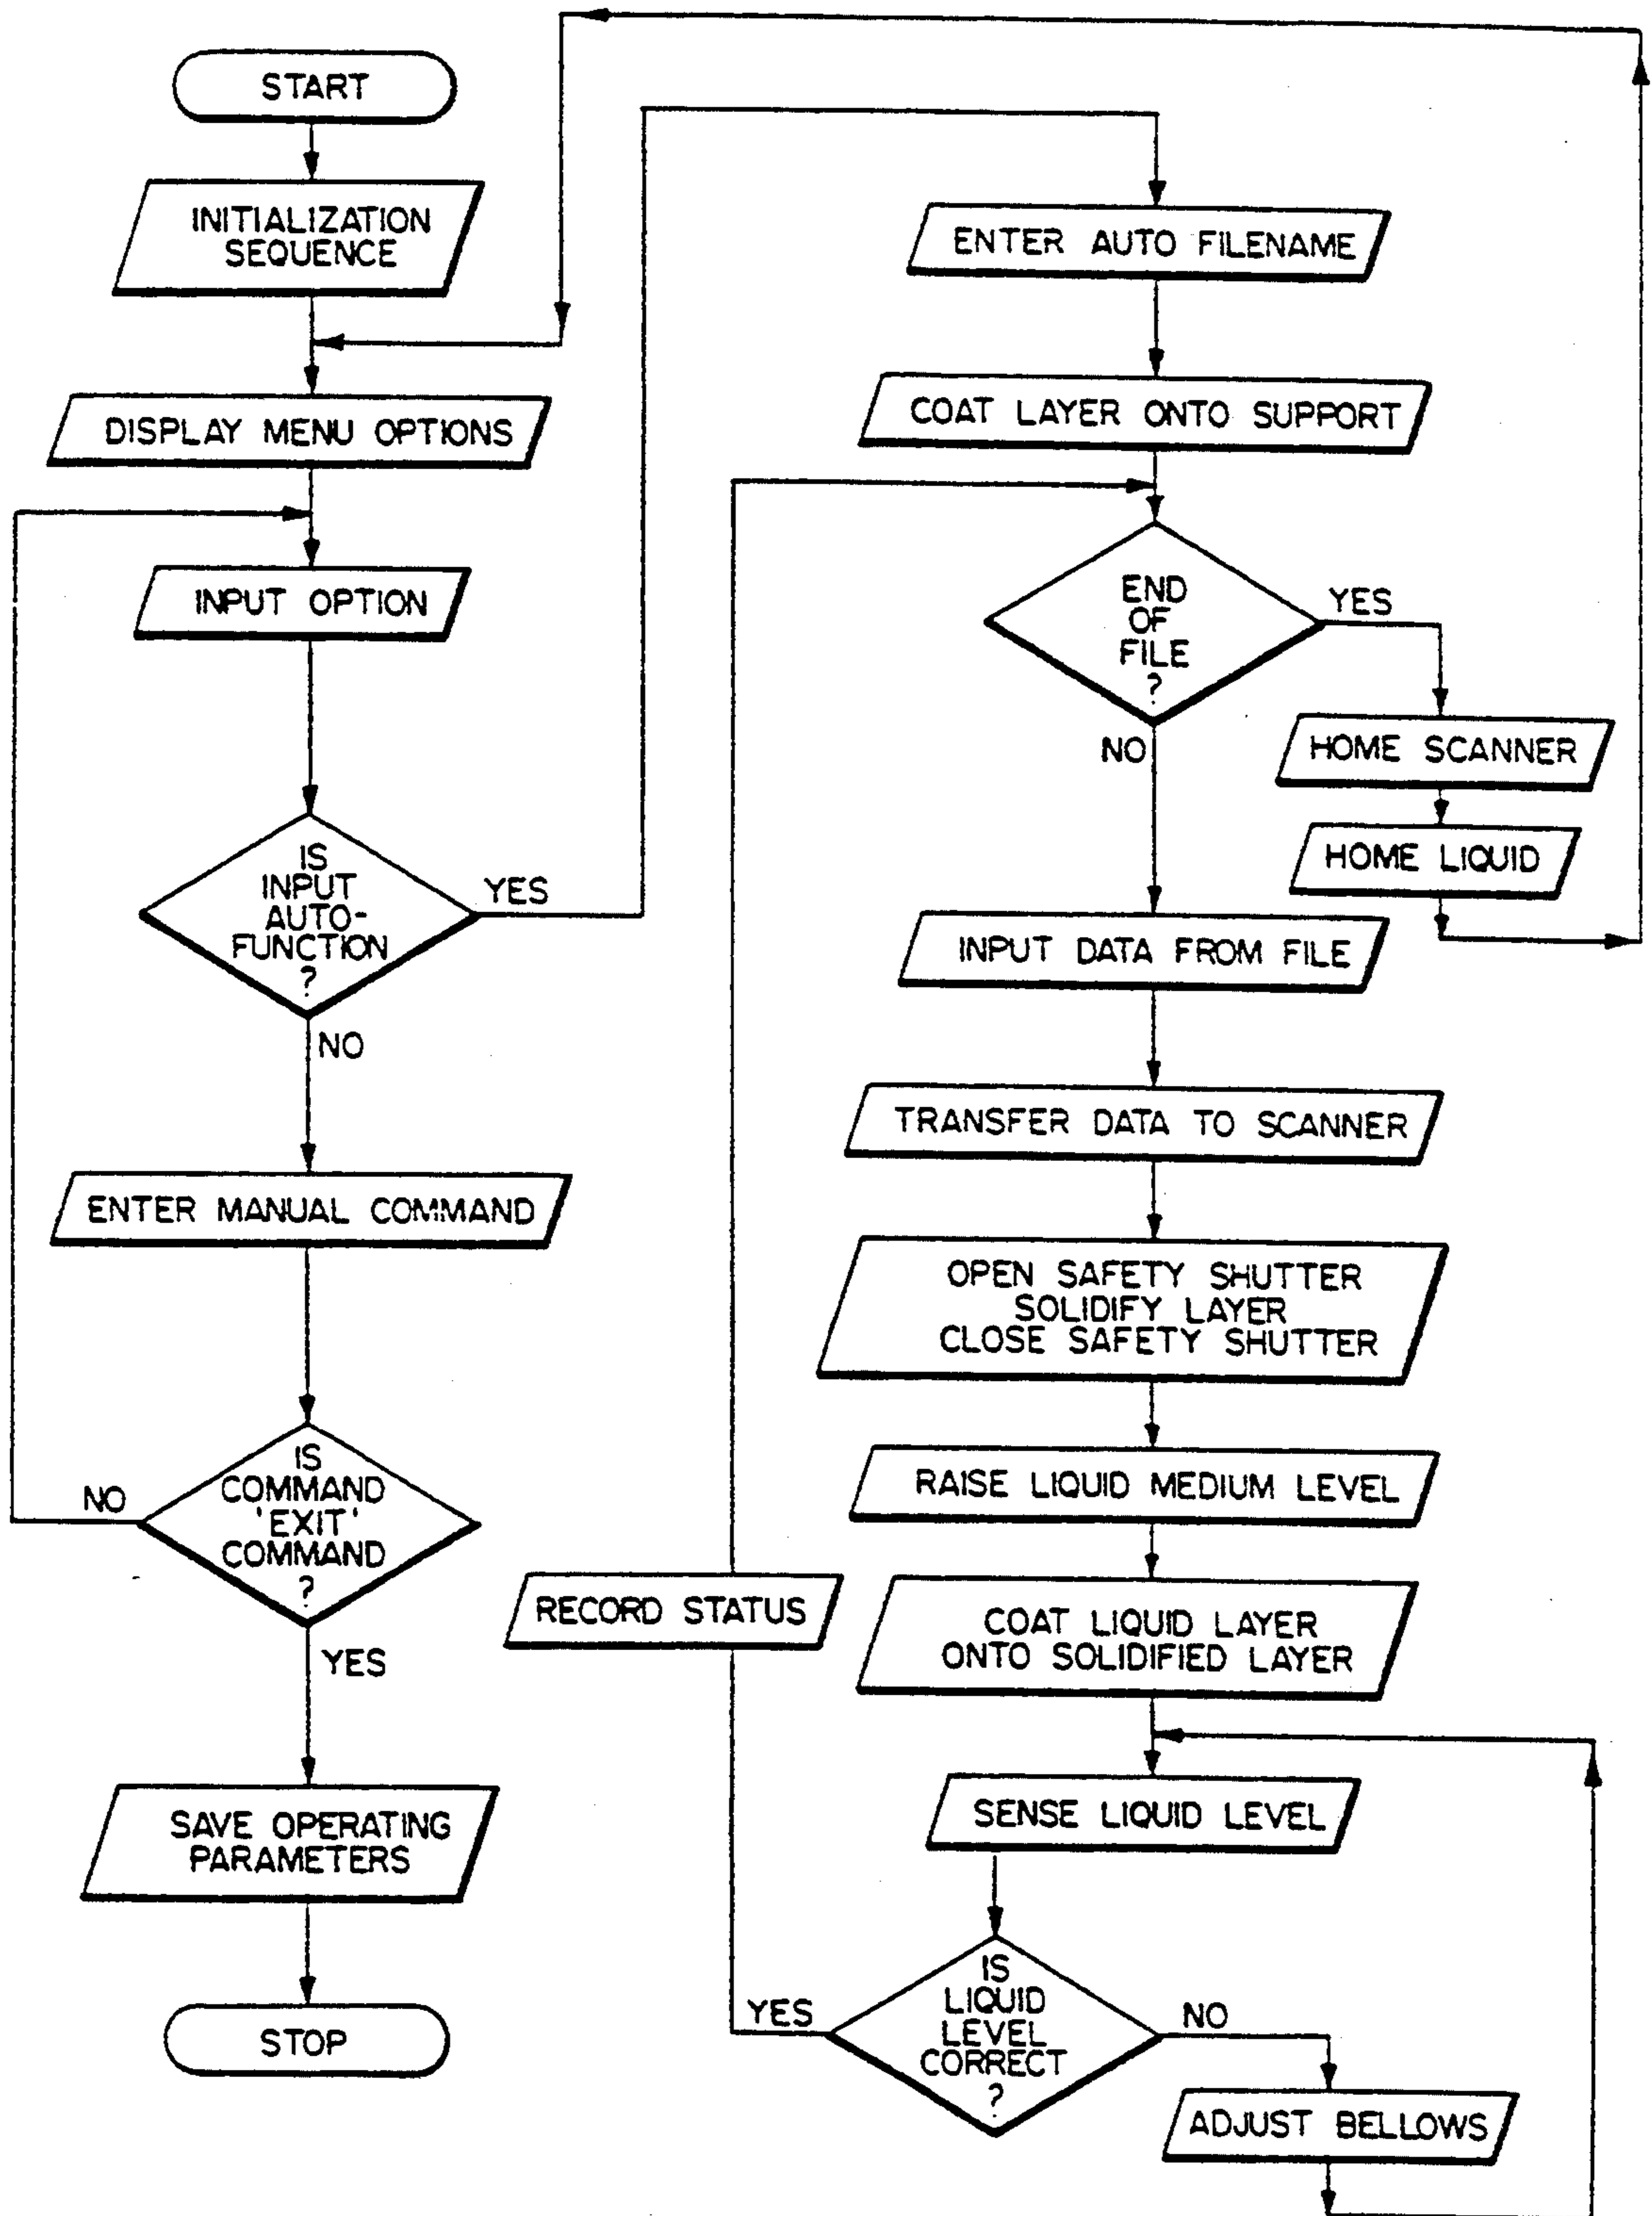 START
INITIALIZATION
SEQUENCE
DISPLAY MENU OPTIONS
INPUT OPTION
IS
INPUT
AUTO-
FUNCTION
?
YES
NO
ENTER MANUAL COMMAND
IS
COMMAND
'EXIT'
COMMAND
?
NO
YES
SAVE OPERATING
PARAMETERS
STOP
ENTER AUTO FILENAME
COAT LAYER ONTO SUPPORT
END
OF
FILE
?
YES
HOME SCANNER
HOME LIQUID
NO
INPUT DATA FROM FILE
TRANSFER DATA TO SCANNER
OPEN SAFETY SHUTTER
SOLIDIFY LAYER
CLOSE SAFETY SHUTTER
RAISE LIQUID MEDIUM LEVEL
COAT LIQUID LAYER
ONTO SOLIDIFIED LAYER
SENSE LIQUID LEVEL
IS
LIQUID
LEVEL
CORRECT
?
YES
RECORD STATUS
NO
ADJUST BELLOWS